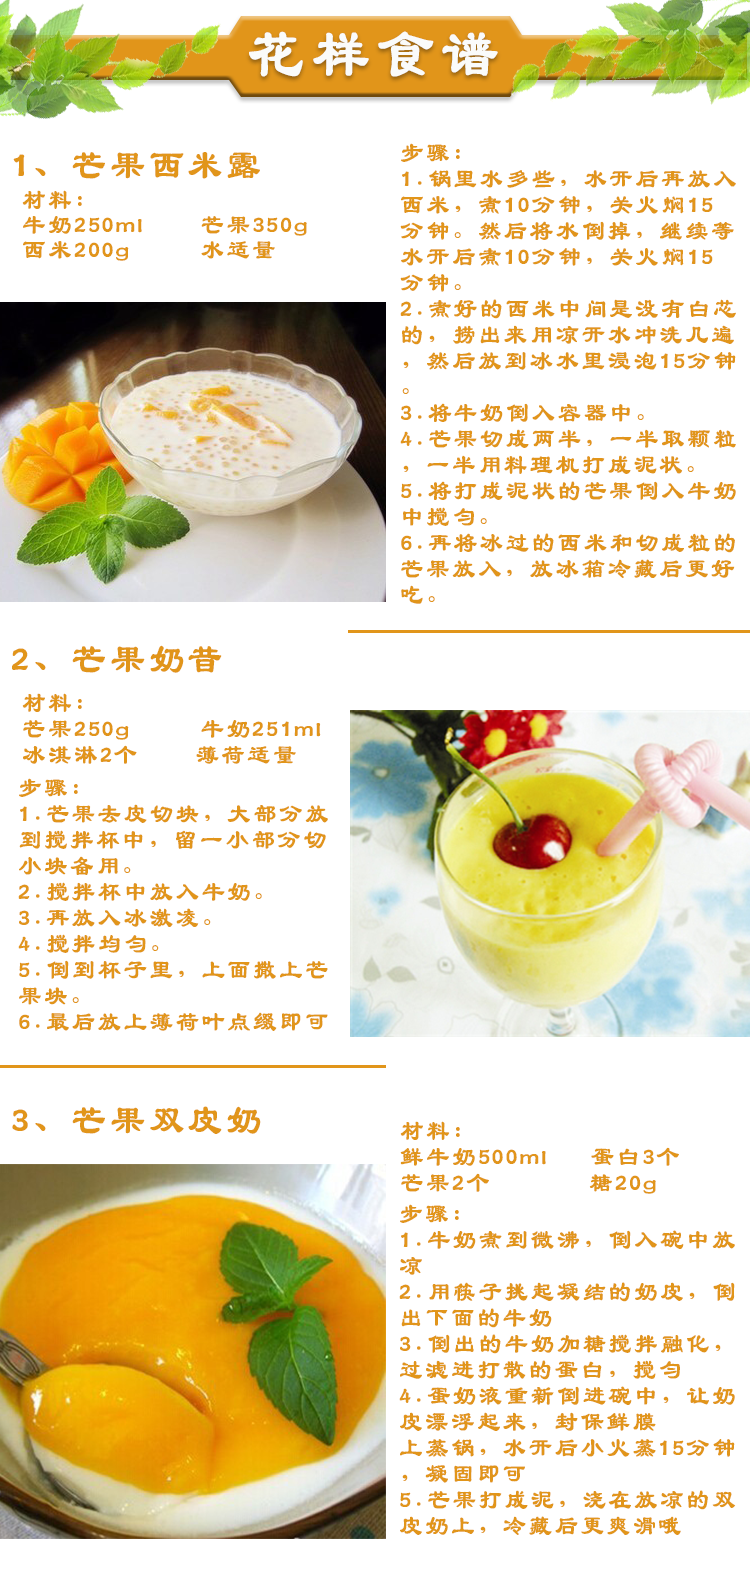 花样食谱
1、芒果西米露
材料：
牛奶250ml 芒果350g
西米200g 水适量
步骤：
1.锅里水多些，水开后再放入
西米，煮10分钟，关火焖15
分钟。然后将水倒掉，继续等
水开后煮10分钟，关火焖15
分钟。
2.煮好的西米中间是没有白芯
的，捞出来用凉开水冲洗几遍
，然后放到冰水里浸泡15分钟
。
3.将牛奶倒入容器中。
4.芒果切成两半，一半取颗粒
，一半用料理机打成泥状。
5.将打成泥状的芒果倒入牛奶
中搅匀。
6.再将冰过的西米和切成粒的
芒果放入，放冰箱冷藏后更好
吃。
2、芒果奶昔
材料：
芒果250g 牛奶251ml
冰淇淋2个 薄荷适量
步骤：
1.芒果去皮切块，大部分放
到搅拌杯中，留一小部分切
小块备用。
2.搅拌杯中放入牛奶。
3.再放入冰激凌。
4.搅拌均匀。
5.倒到杯子里，上面撒上芒
果块。
6.最后放上薄荷叶点缀即可
3、芒果双皮奶
材料：
鲜牛奶500ml 蛋白3个
芒果2个 糖20g
步骤：
1.牛奶煮到微沸，倒入碗中放
凉
2.用筷子挑起凝结的奶皮，倒
出下面的牛奶
3.倒出的牛奶加糖搅拌融化，
过滤进打散的蛋白，搅匀
4.蛋奶液重新倒进碗中，让奶
皮漂浮起来，封保鲜膜
上蒸锅，水开后小火蒸15分钟
，凝固即可
5.芒果打成泥，浇在放凉的双
皮奶上，冷藏后更爽滑哦